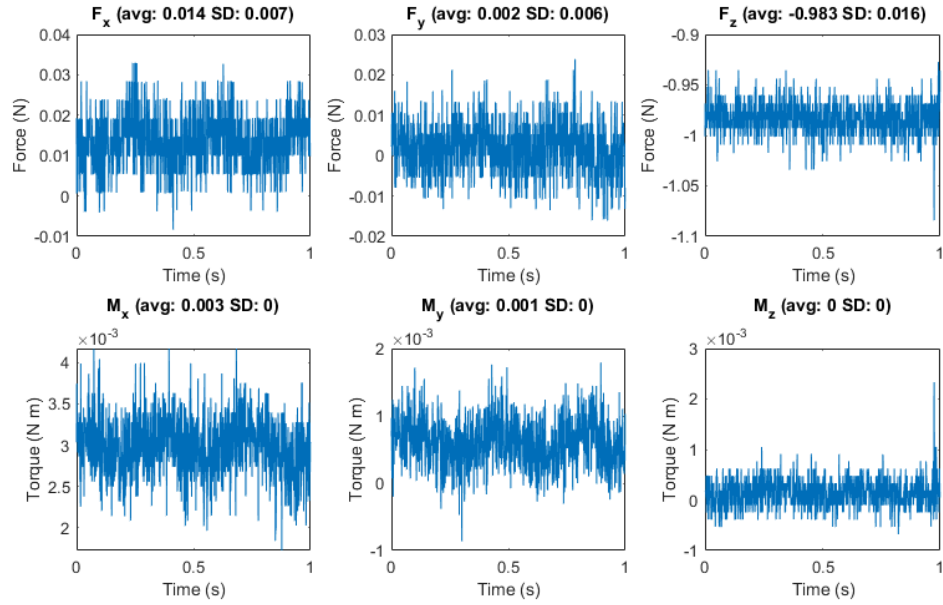 F_x (avg: 0.014 SD: 0.007)
0.04
0.03
0.02
0.01
0
-0.01
Force (N)
0
0.5
1
Time (s)
F_y (avg: 0.002 SD: 0.006)
0.03
0.02
0.01
0
-0.01
0.02
Force (N)
0
0.5
1
Time (s)
F_z (avg: -0.983 SD: 0.016)
-0.9
-0.95
-1
-1.05
-1.1
Force (N)
0
0.5
1
Time (s)
M_x (avg: 0.003 SD: 0)
×10⁻³
4
3.5
3
2.5
2
Torque (N m)
0
0.5
1
Time (s)
M_y (avg: 0.001 SD: 0)
×10⁻³
2
1
0
-1
Torque (N m)
0
0.5
1
Time (s)
M_z (avg: 0 SD: 0)
×10⁻³
3
2
1
0
-1
Torque (N m)
0
0.5
1
Time (s)